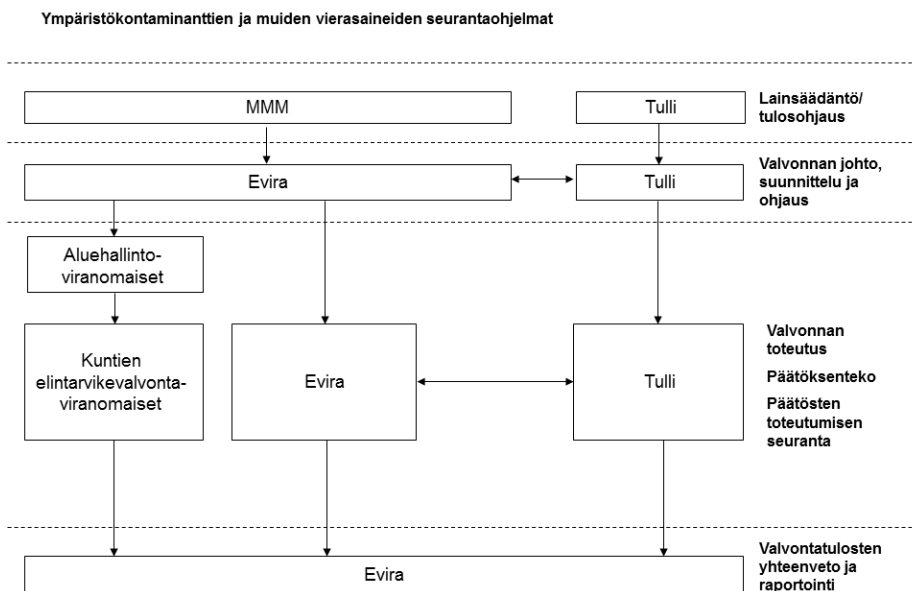 Ympäristökontaminanttien ja muiden vierasaineiden seurantaohjelmat
MMM
Tulli
Lainsäädäntö/
tulosohjaus
Evira
Tulli
Valvonnan johto,
suunnittelu ja
ohjaus
Aluehallinto-
viranomaiset
Kuntien
elintarvikevalvonta-
viranomaiset
Evira
Tulli
Valvonnan
toteutus
Päätöksenteko
Päätösten
toteutumisen
seuranta
Evira
Valvontatulosten
yhteenveto ja
raportointi